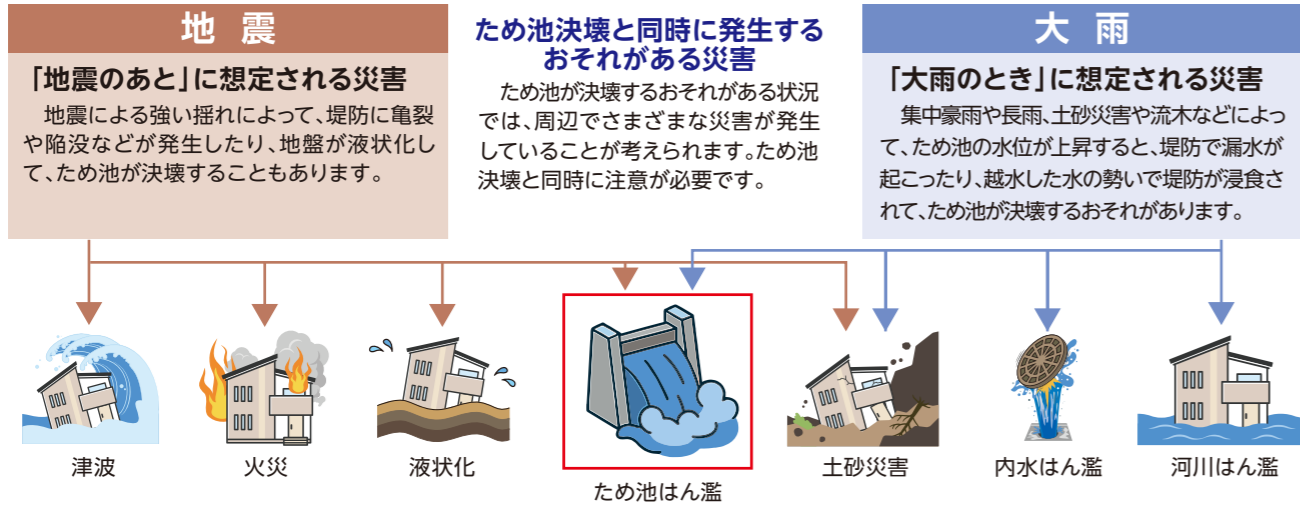 地 震
「地震のあと」に想定される災害
地震による強い揺れによって、堤防に亀裂
や陥没などが発生したり、地盤が液状化し
て、ため池が決壊することもあります。
ため池決壊と同時に発生する
おそれがある災害
ため池が決壊するおそれがある状況
では、周辺でさまざまな災害が発生
していることが考えられます。ため池
決壊と同時に注意が必要です。
大 雨
「大雨のとき」に想定される災害
集中豪雨や長雨、土砂災害や流木などによっ
て、ため池の水位が上昇すると、堤防で漏水が
起こったり、越水した水の勢いで堤防が浸食さ
れて、ため池が決壊するおそれがあります。
津波
火災
液状化
ため池はん濫
土砂災害
内水はん濫
河川はん濫